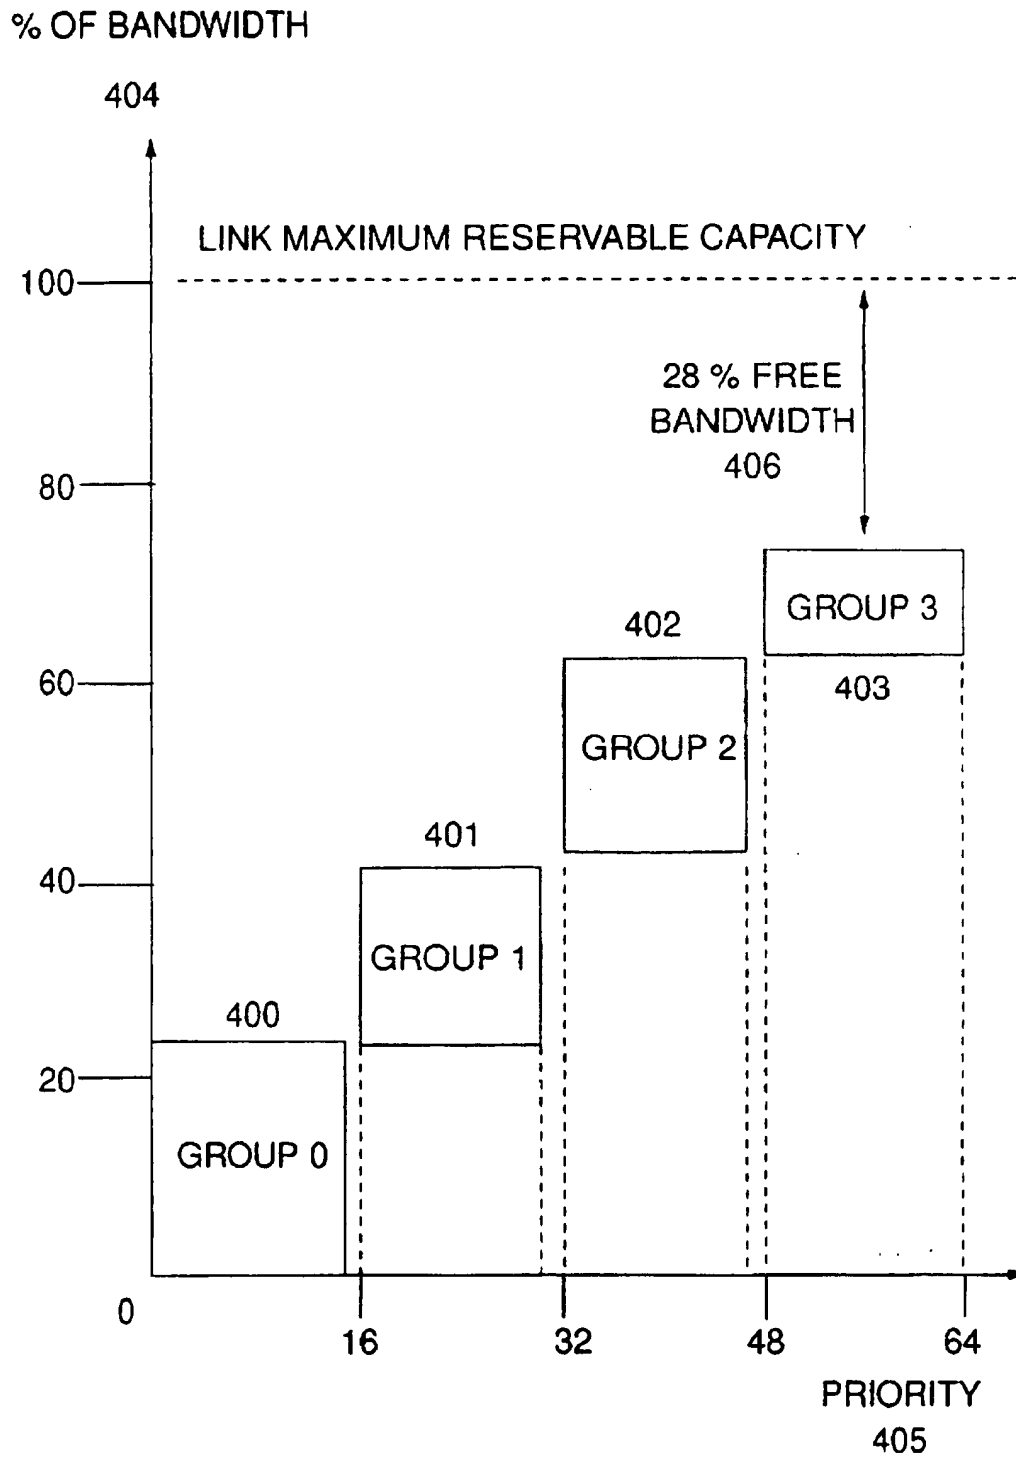 % OF BANDWIDTH
404
LINK MAXIMUM RESERVABLE CAPACITY
100
28 % FREE
BANDWIDTH
406
80
GROUP 3
402
60
403
GROUP 2
401
40
GROUP 1
400
20
GROUP 0
0
16
32
48
64
PRIORITY
405